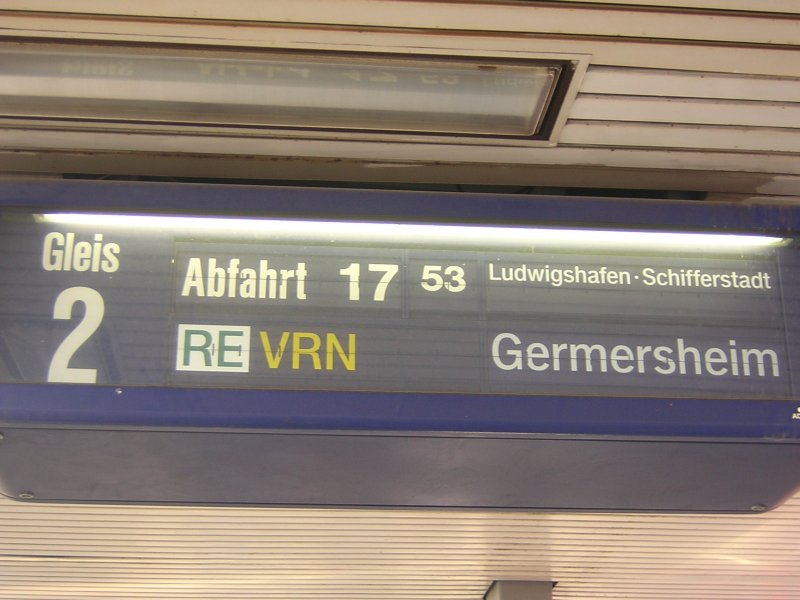 Gleis
2
Abfahrt 17 53 Ludwigshafen · Schifferstadt
RE VRN Germersheim